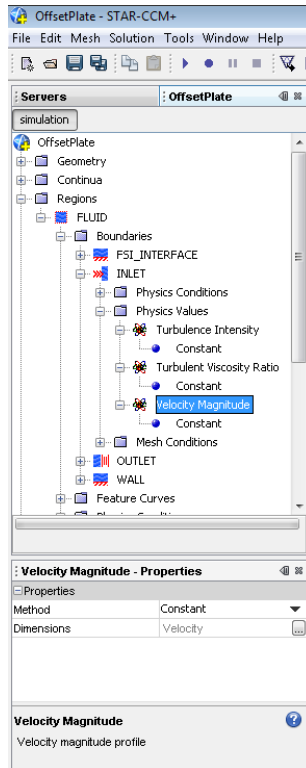 OffsetPlate - STAR-CCM+
File Edit Mesh Solution Tools Window Help
Servers OffsetPlate
simulation
OffsetPlate
Geometry
Continua
Regions
FLUID
Boundaries
FSI_INTERFACE
INLET
Physics Conditions
Physics Values
Turbulence Intensity
Constant
Turbulent Viscosity Ratio
Constant
Velocity Magnitude
Constant
Mesh Conditions
OUTLET
WALL
Feature Curves
Velocity Magnitude - Properties
Properties
Method Constant
Dimensions Velocity ...
Velocity Magnitude
Velocity magnitude profile